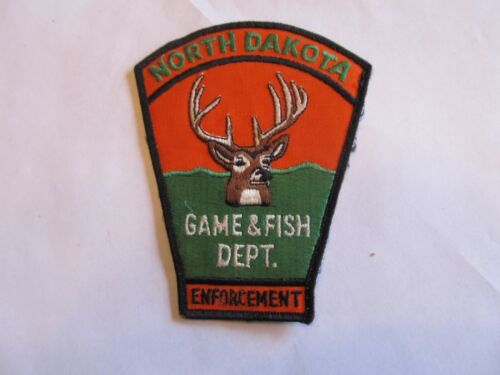 NORTH DAKOTA
GAME & FISH
DEPT.
ENFORCEMENT